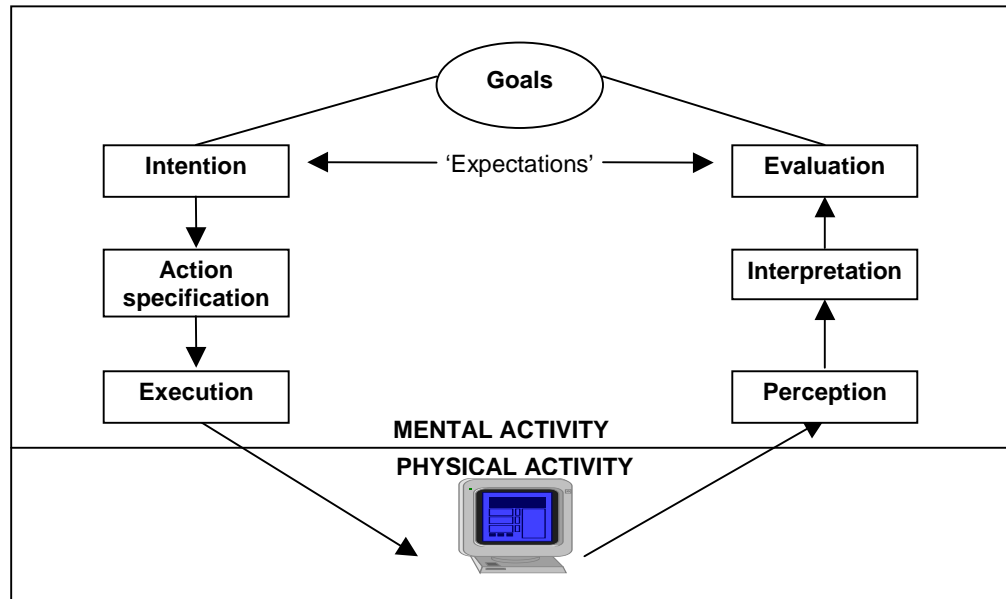 Goals
Intention
‘Expectations’
Evaluation
Action
specification
Interpretation
Execution
Perception
MENTAL ACTIVITY
PHYSICAL ACTIVITY